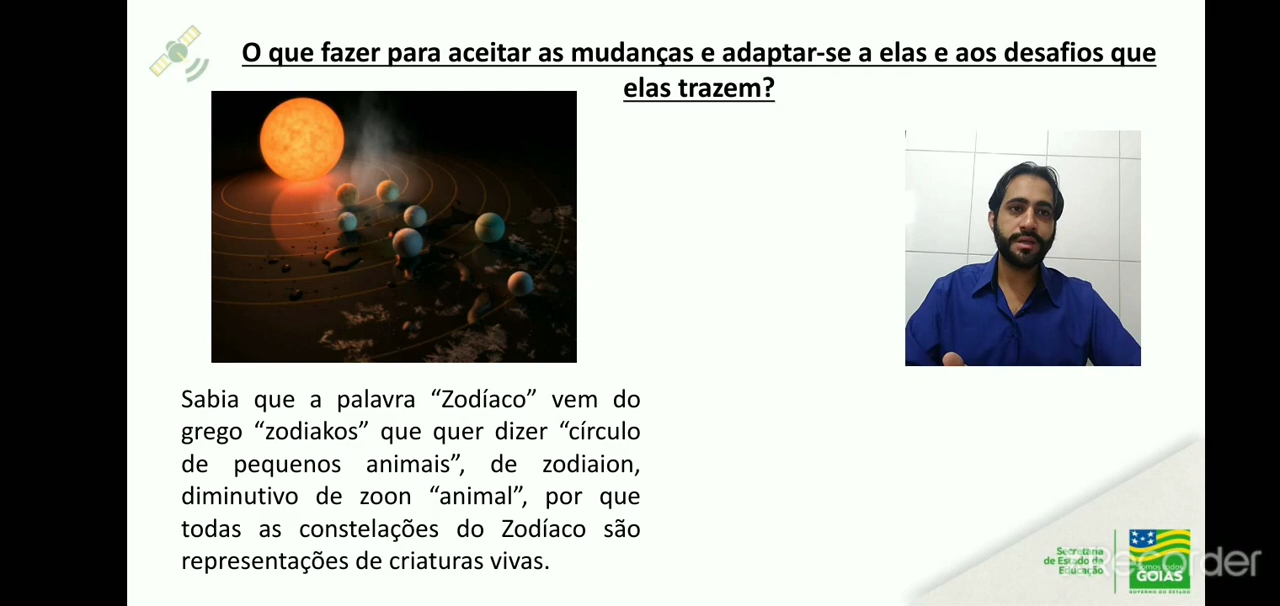 O que fazer para aceitar as mudanças e adaptar-se a elas e aos desafios que
elas trazem?
Sabia que a palavra “Zodíaco” vem do
grego “zodiakos” que quer dizer “círculo
de pequenos animais”, de zodiaion,
diminutivo de zoon “animal”, por que
todas as constelações do Zodíaco são
representações de criaturas vivas.
Secretaria
de Estado da
Educação
Somos todos
GOIÁS
GOVERNO DO ESTADO
Recorder